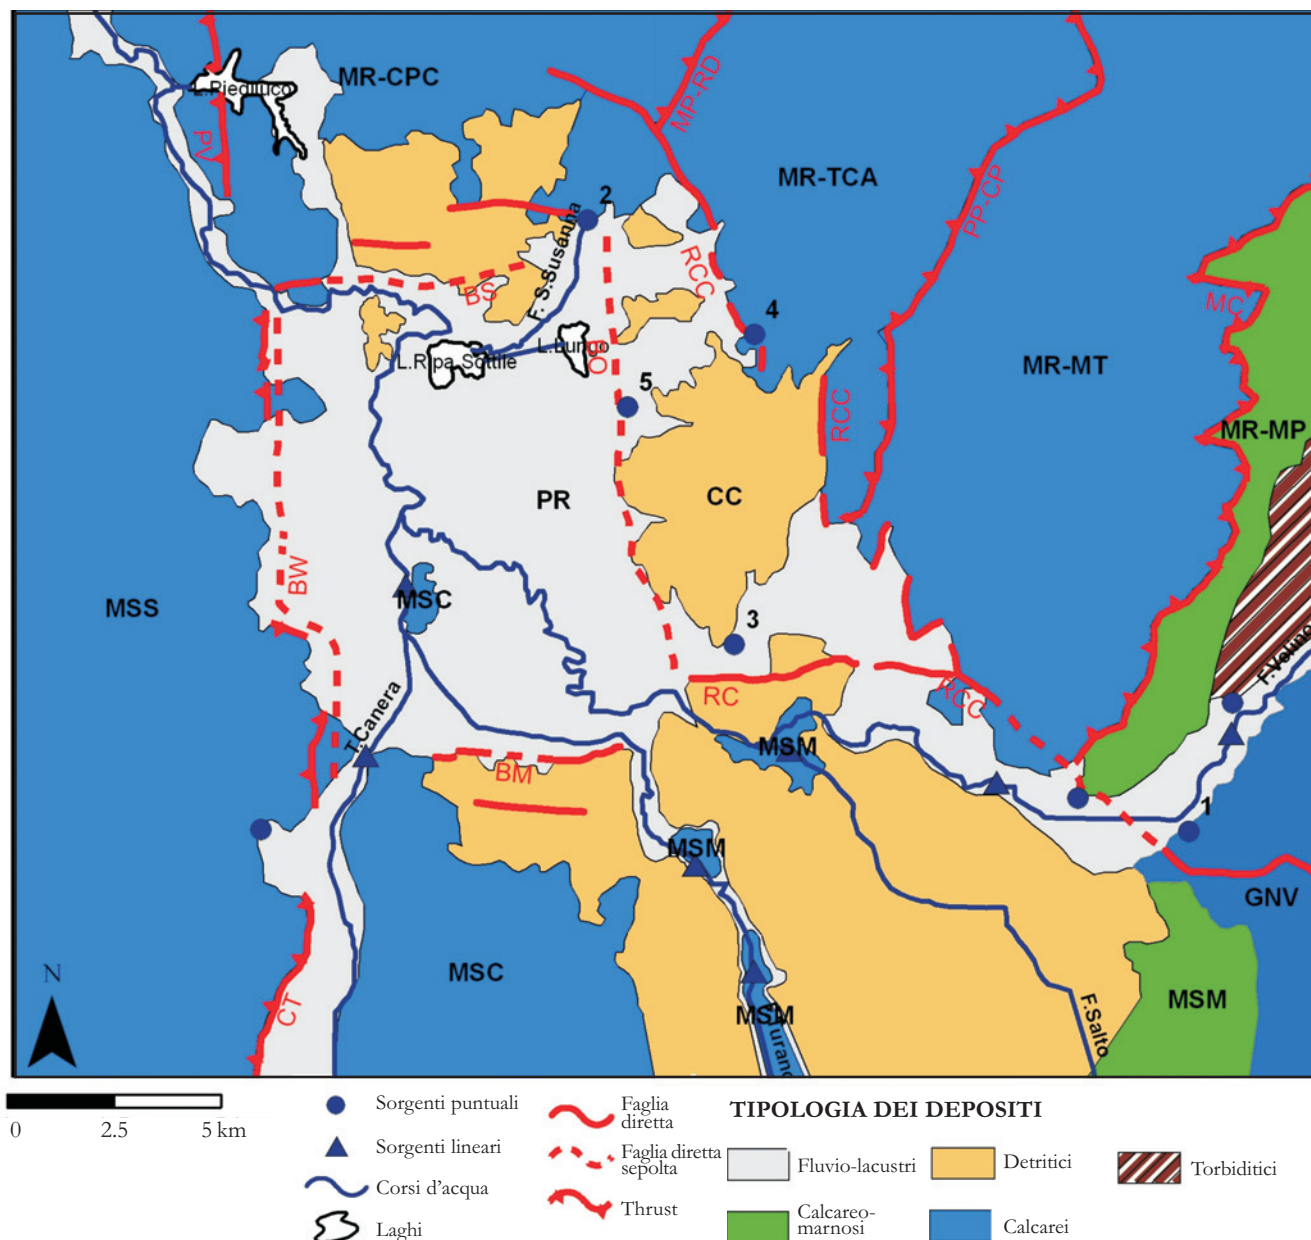 L.Piediluco
MR-CPC
MP-RD
PV
MR-TCA
PP-CP
2
F. S.Susanna
RCC
MC
BS
4
L.Lungo
L.Ripa Sottile
BO
MR-MT
5
RCC
MR-MP
PR
CC
BW
MSC
MSS
3
F.Velino
RC
RCC
T.Canera
MSM
BM
1
MSM
GNV
N
MSC
MSM
CT
MSM
F.Turano
F.Salto
0 2.5 5 km
Sorgenti puntuali
Sorgenti lineari
Corsi d'acqua
Laghi
Faglia
diretta
Faglia diretta
sepolta
Thrust
TIPOLOGIA DEI DEPOSITI
Fluvio-lacustri
Detritici
Torbiditici
Calcareo-
marnosi
Calcarei